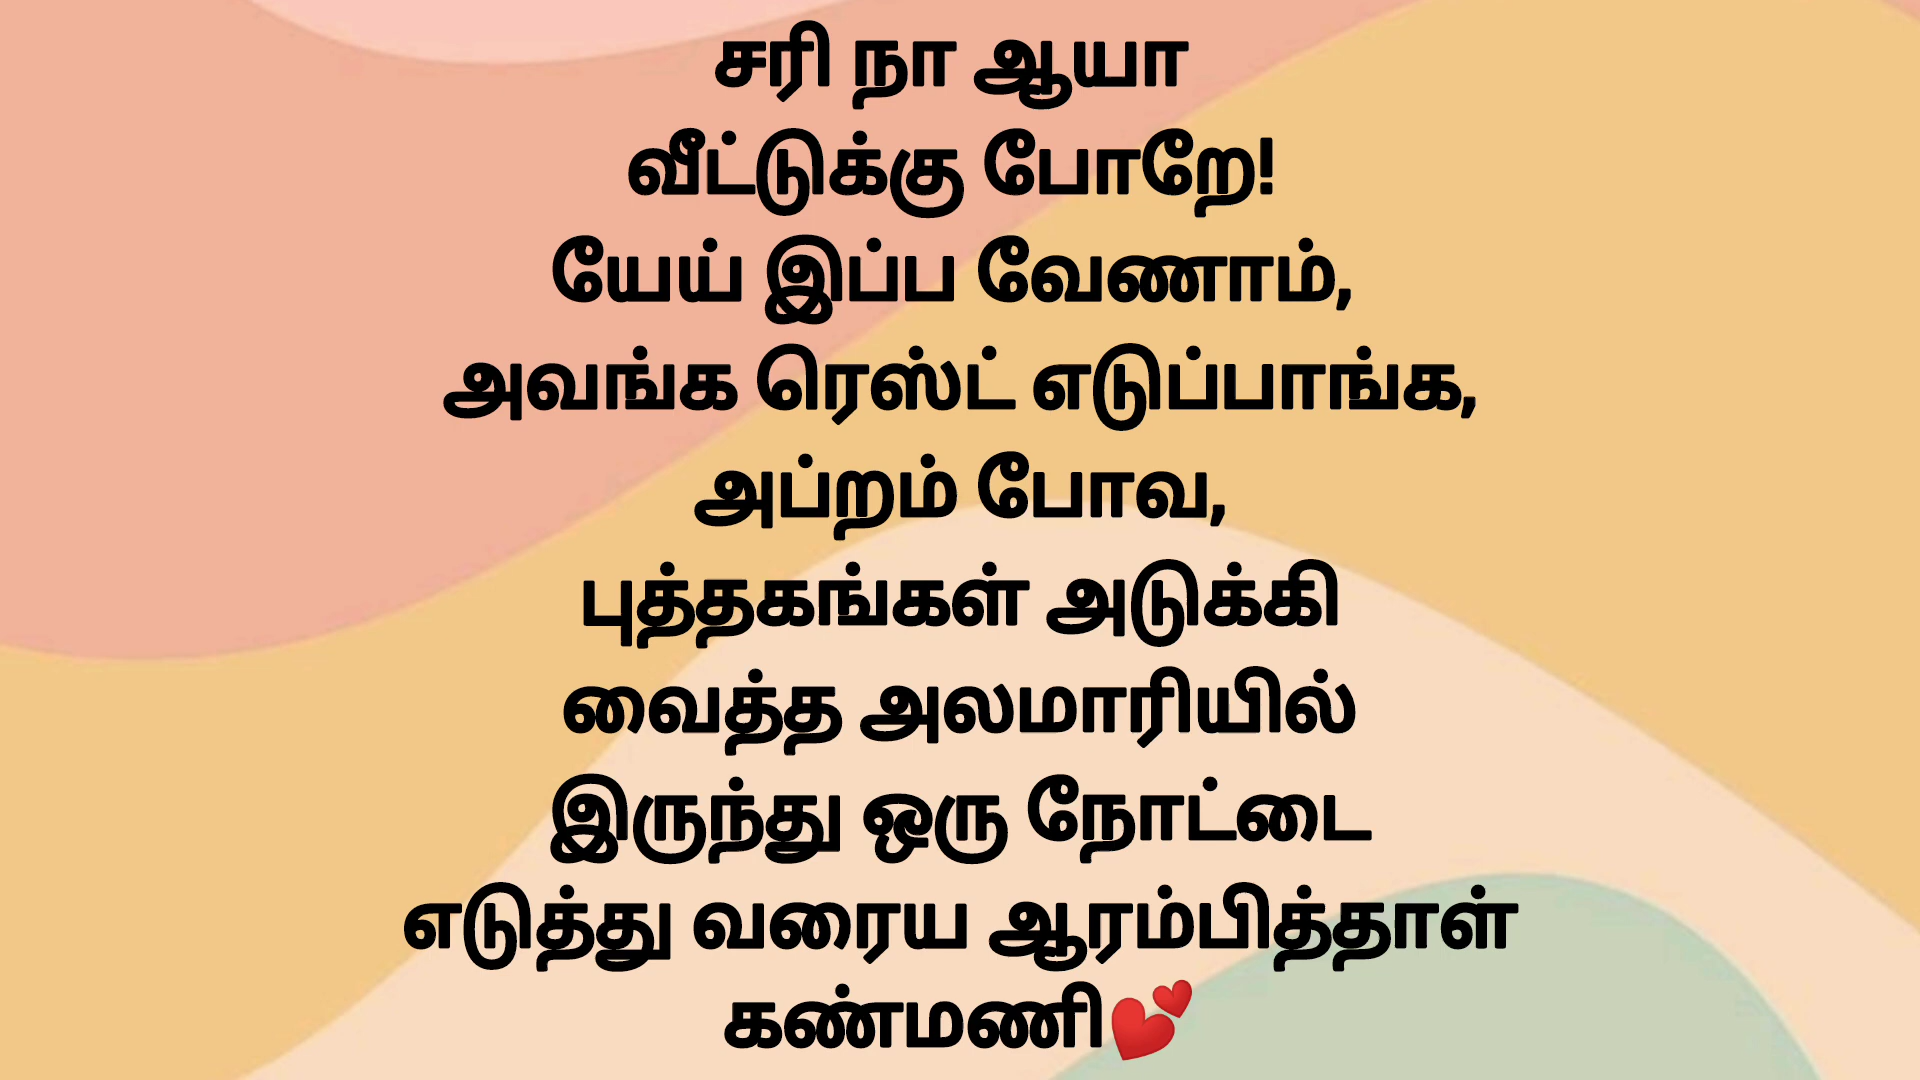 சரி நா ஆயா
வீட்டுக்கு போறே!
யேய் இப்ப வேணாம்,
அவங்க ரெஸ்ட் எடுப்பாங்க,
அப்றம் போவ,
புத்தகங்கள் அடுக்கி
வைத்த அலமாரியில்
இருந்து ஒரு நோட்டை
எடுத்து வரைய ஆரம்பித்தாள்
கண்மணி💕